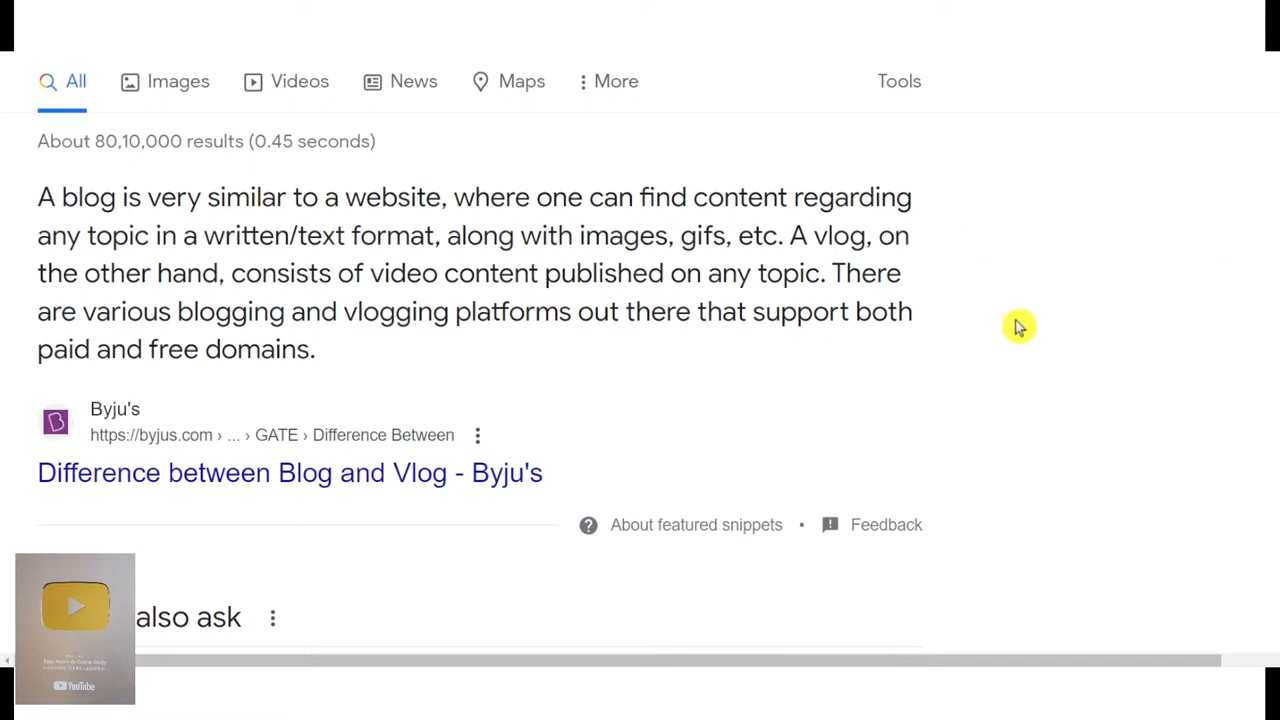 All Images Videos News Maps More Tools
About 80,10,000 results (0.45 seconds)
A blog is very similar to a website, where one can find content regarding
any topic in a written/text format, along with images, gifs, etc. A vlog, on
the other hand, consists of video content published on any topic. There
are various blogging and vlogging platforms out there that support both
paid and free domains.
Byju's
https://byjus.com › ... › GATE › Difference Between
Difference between Blog and Vlog - Byju's
About featured snippets • Feedback
also ask
YouTube